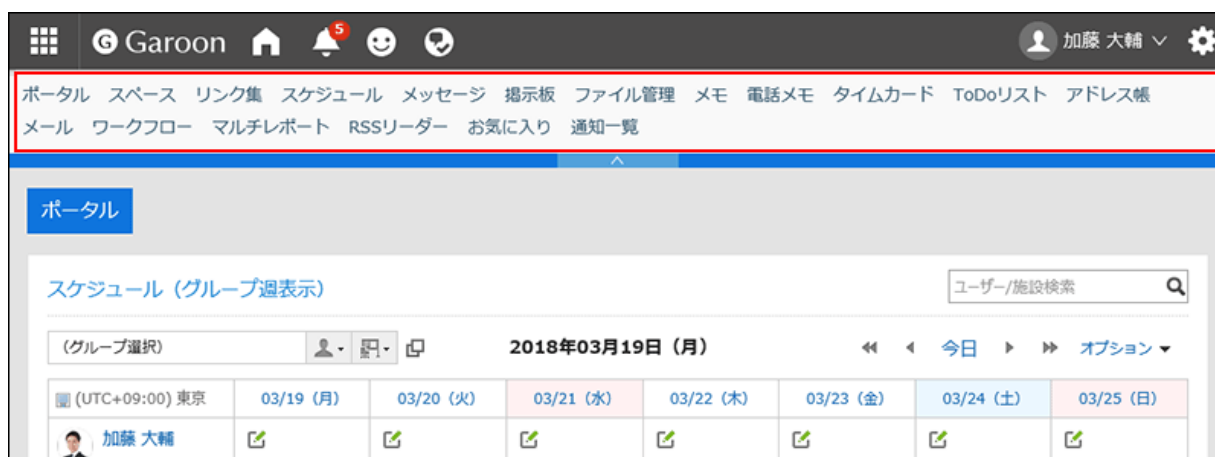 Garoon 5 加藤 大輔
ポータル スペース リンク集 スケジュール メッセージ 掲示板 ファイル管理 メモ 電話メモ タイムカード ToDoリスト アドレス帳
メール ワークフロー マルチレポート RSSリーダー お気に入り 通知一覧
ポータル
スケジュール（グループ週表示） ユーザー/施設検索
（グループ選択） 2018年03月19日（月） 今日 オプション
(UTC+09:00) 東京 03/19（月） 03/20（火） 03/21（水） 03/22（木） 03/23（金） 03/24（土） 03/25（日）
加藤 大輔